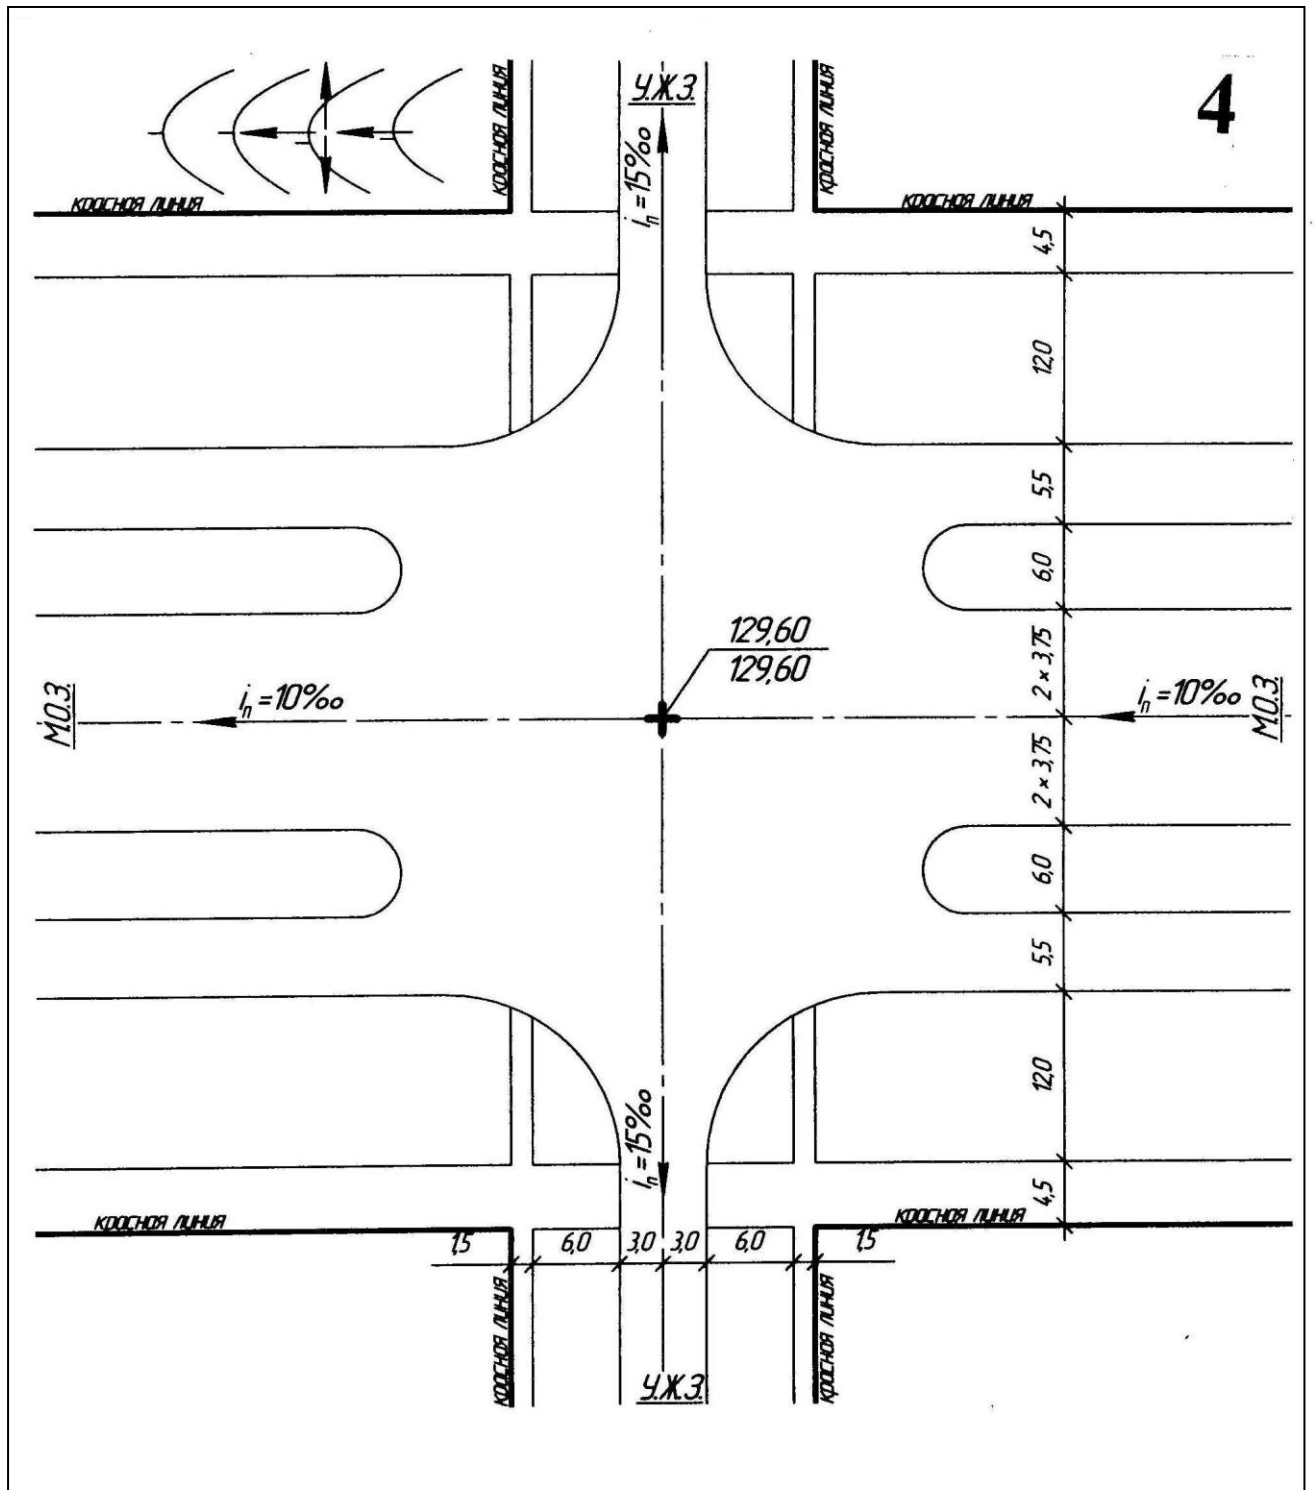 У.Ж.З.
4
красная линия
красная линия
iп = 15‰
красная линия
красная линия
4,5
12,0
5,5
6,0
2 × 3,75
129,60
129,60
М.О.З.
iп = 10‰
iп = 10‰
М.О.З.
2 × 3,75
6,0
5,5
12,0
iп = 15‰
4,5
красная линия
красная линия
1,5
6,0
3,0
3,0
6,0
1,5
красная линия
красная линия
У.Ж.З.